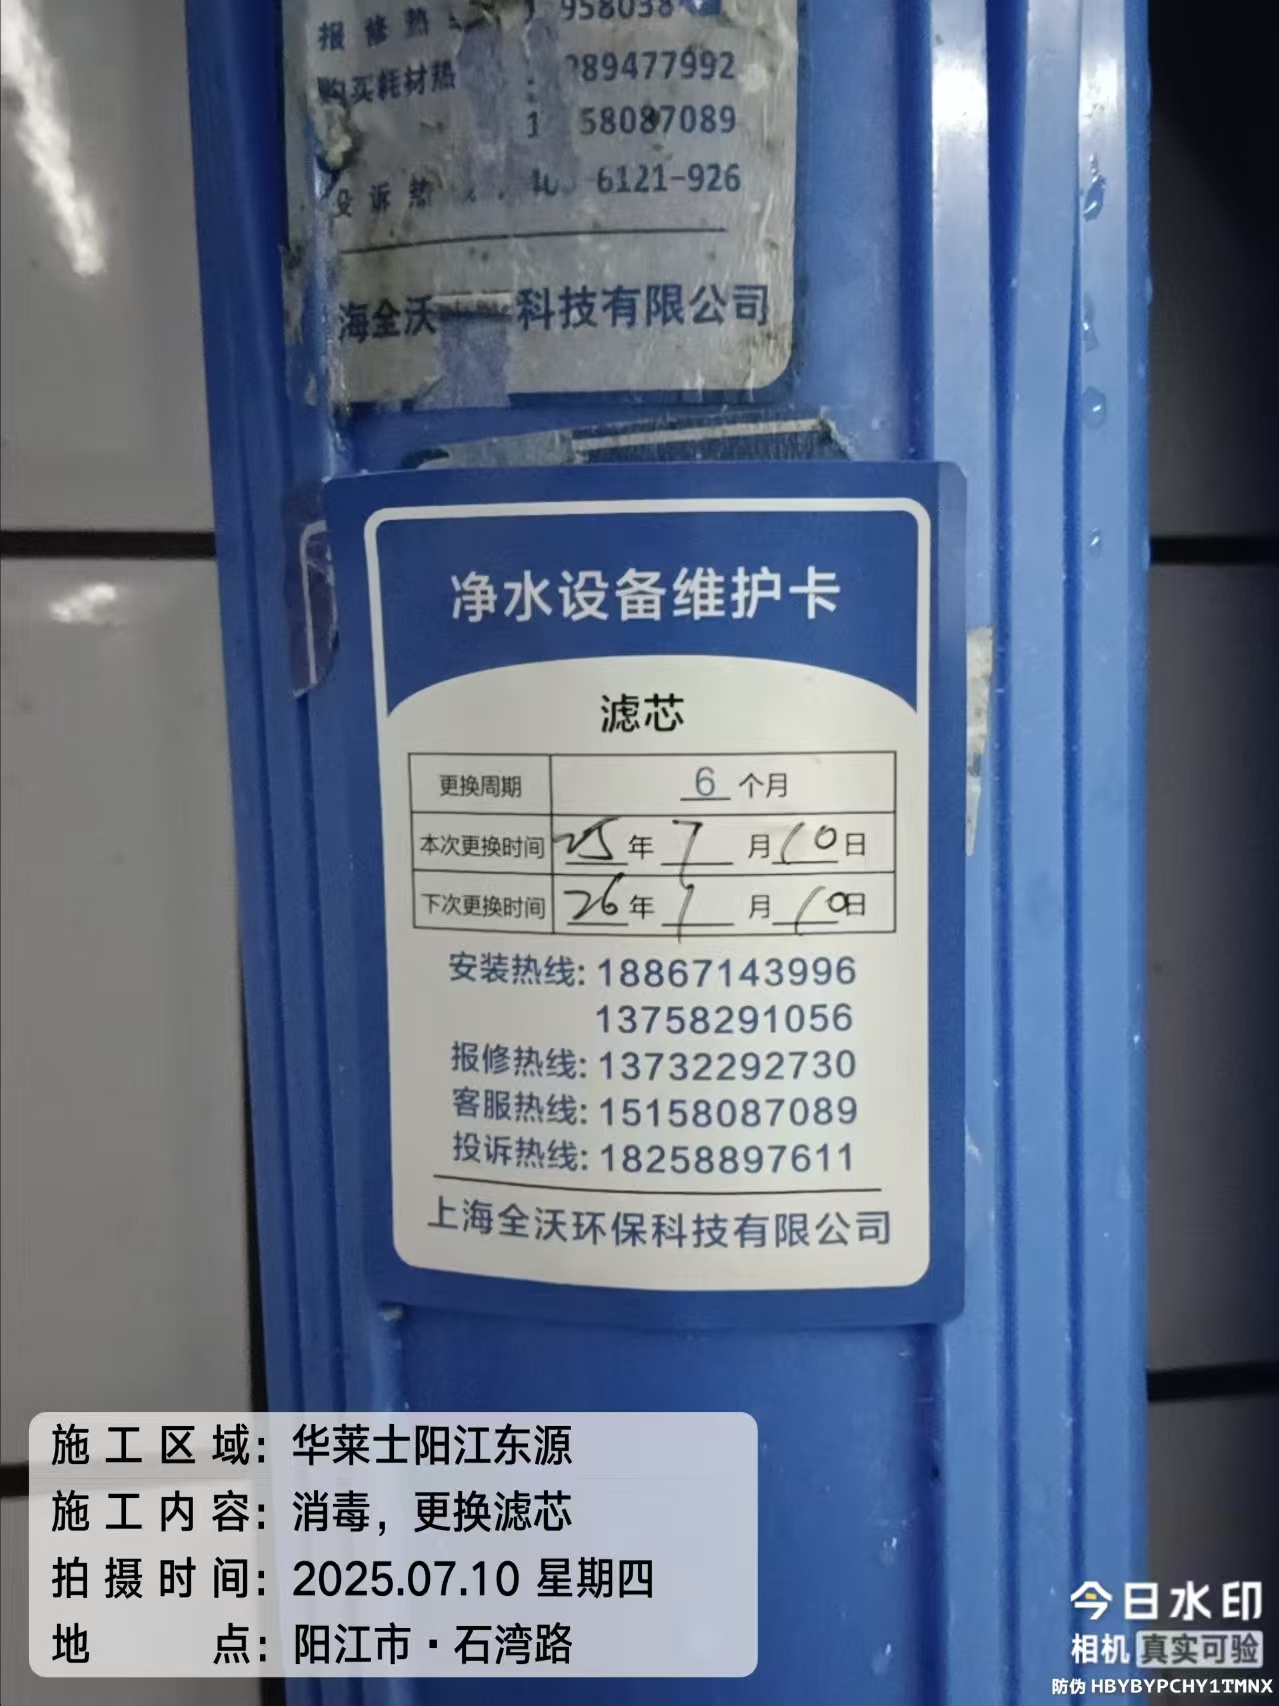 报修热
958038
购买耗材热 : 89477992
1 58087089
诉热 6121-926
海全沃 科技有限公司
净水设备维护卡
滤芯
更换周期 6 个月
本次更换时间 25 年 7 月 10 日
下次更换时间 26 年 1 月 10 日
安装热线: 18867143996
13758291056
报修热线: 13732292730
客服热线: 15158087089
投诉热线: 18258897611
上海全沃环保科技有限公司
施工区域: 华莱士阳江东源
施工内容: 消毒，更换滤芯
拍摄时间: 2025.07.10 星期四
地点: 阳江市·石湾路
今日水印
相机 真实可验
防伪 HBYBYPCHY1TMNX